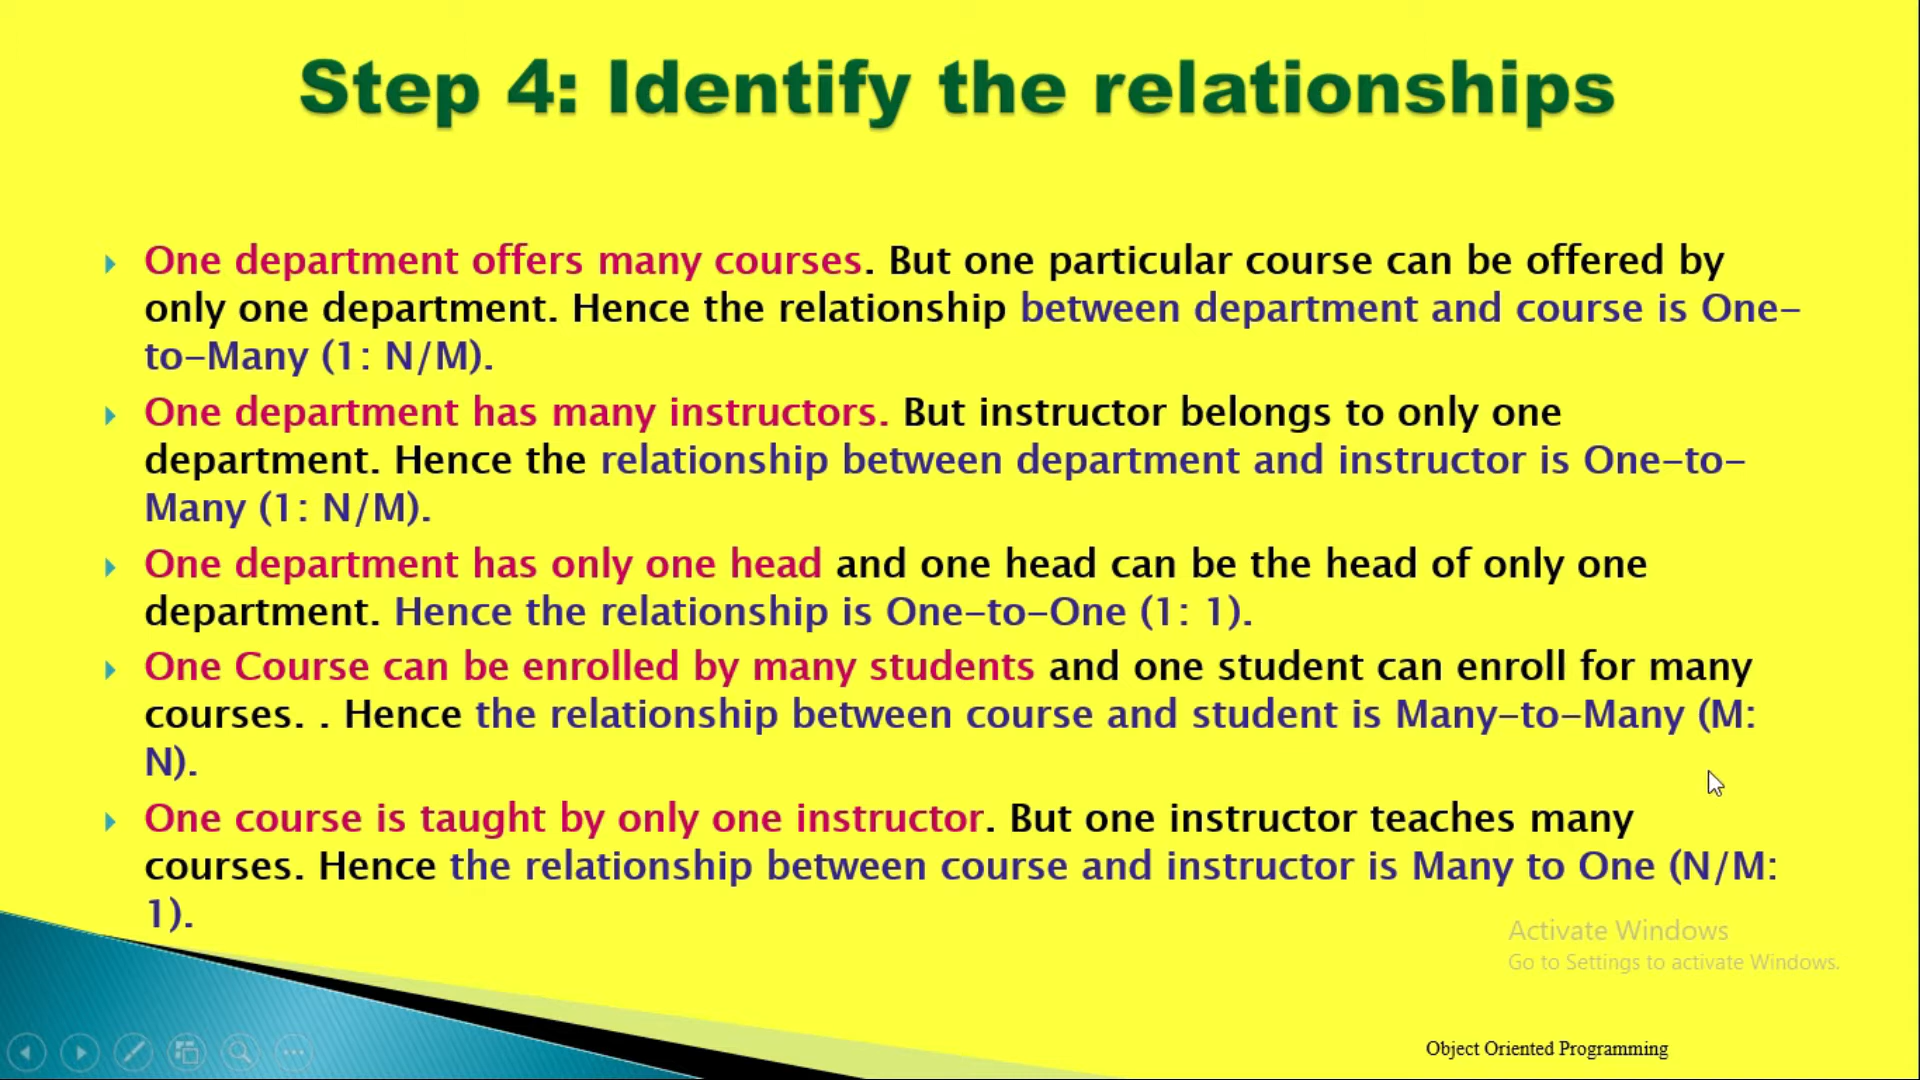 Step 4: Identify the relationships
One department offers many courses. But one particular course can be offered by
only one department. Hence the relationship between department and course is One-
to-Many (1: N/M).
One department has many instructors. But instructor belongs to only one
department. Hence the relationship between department and instructor is One-to-
Many (1: N/M).
One department has only one head and one head can be the head of only one
department. Hence the relationship is One-to-One (1: 1).
One Course can be enrolled by many students and one student can enroll for many
courses. . Hence the relationship between course and student is Many-to-Many (M:
N).
One course is taught by only one instructor. But one instructor teaches many
courses. Hence the relationship between course and instructor is Many to One (N/M:
1).
Activate Windows
Go to Settings to activate Windows.
Object Oriented Programming